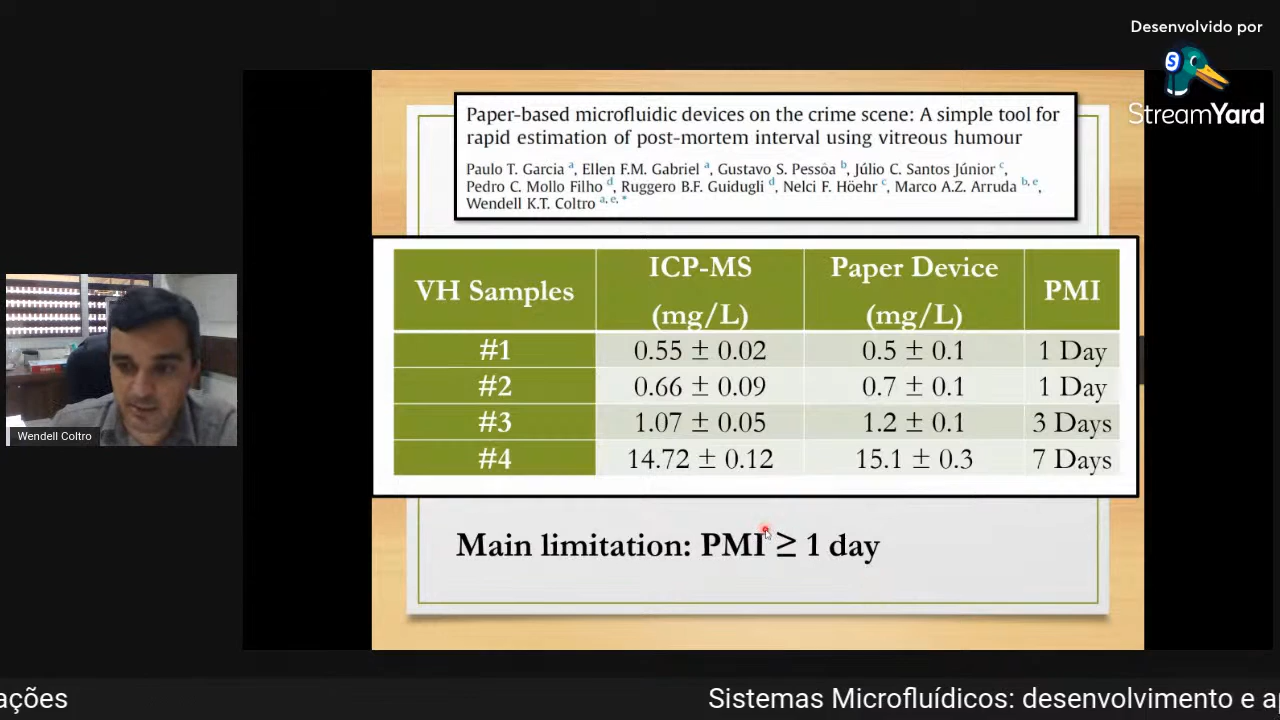 Desenvolvido por
StreamYard
Paper-based microfluidic devices on the crime scene: A simple tool for
rapid estimation of post-mortem interval using vitreous humour
Paulo T. Garcia a, Ellen F.M. Gabriel a, Gustavo S. Pessôa b, Júlio C. Santos Júnior c,
Pedro C. Mollo Filho d, Ruggero B.F. Guidugli d, Nelci F. Höehr c, Marco A.Z. Arruda b, e,
Wendell K.T. Coltro a, e, *
VH Samples ICP-MS (mg/L) Paper Device (mg/L) PMI
#1 0.55 ± 0.02 0.5 ± 0.1 1 Day
#2 0.66 ± 0.09 0.7 ± 0.1 1 Day
#3 1.07 ± 0.05 1.2 ± 0.1 3 Days
#4 14.72 ± 0.12 15.1 ± 0.3 7 Days
Wendell Coltro
Main limitation: PMI ≥ 1 day
ações Sistemas Microfluídicos: desenvolvimento e a